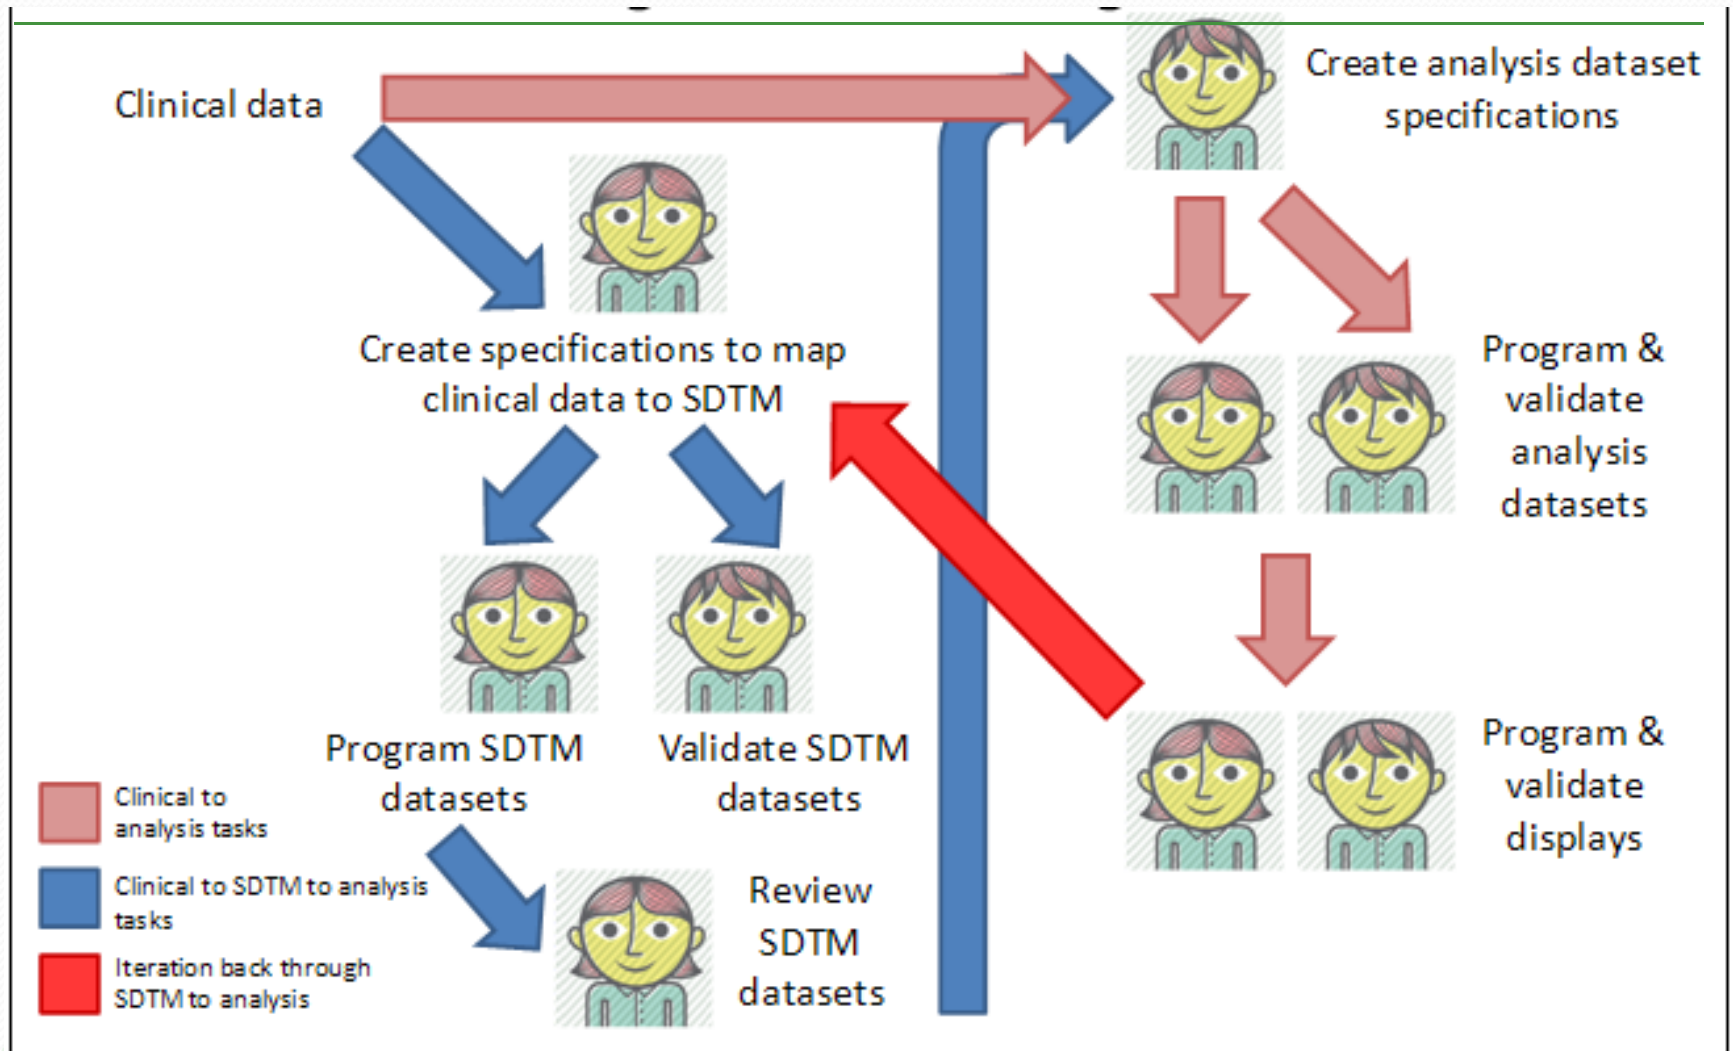 Clinical data
Create analysis dataset
specifications
Create specifications to map
clinical data to SDTM
Program &
validate
analysis
datasets
Program SDTM
datasets
Validate SDTM
datasets
Program &
validate
displays
Review
SDTM
datasets
Clinical to
analysis tasks
Clinical to SDTM to analysis
tasks
Iteration back through
SDTM to analysis